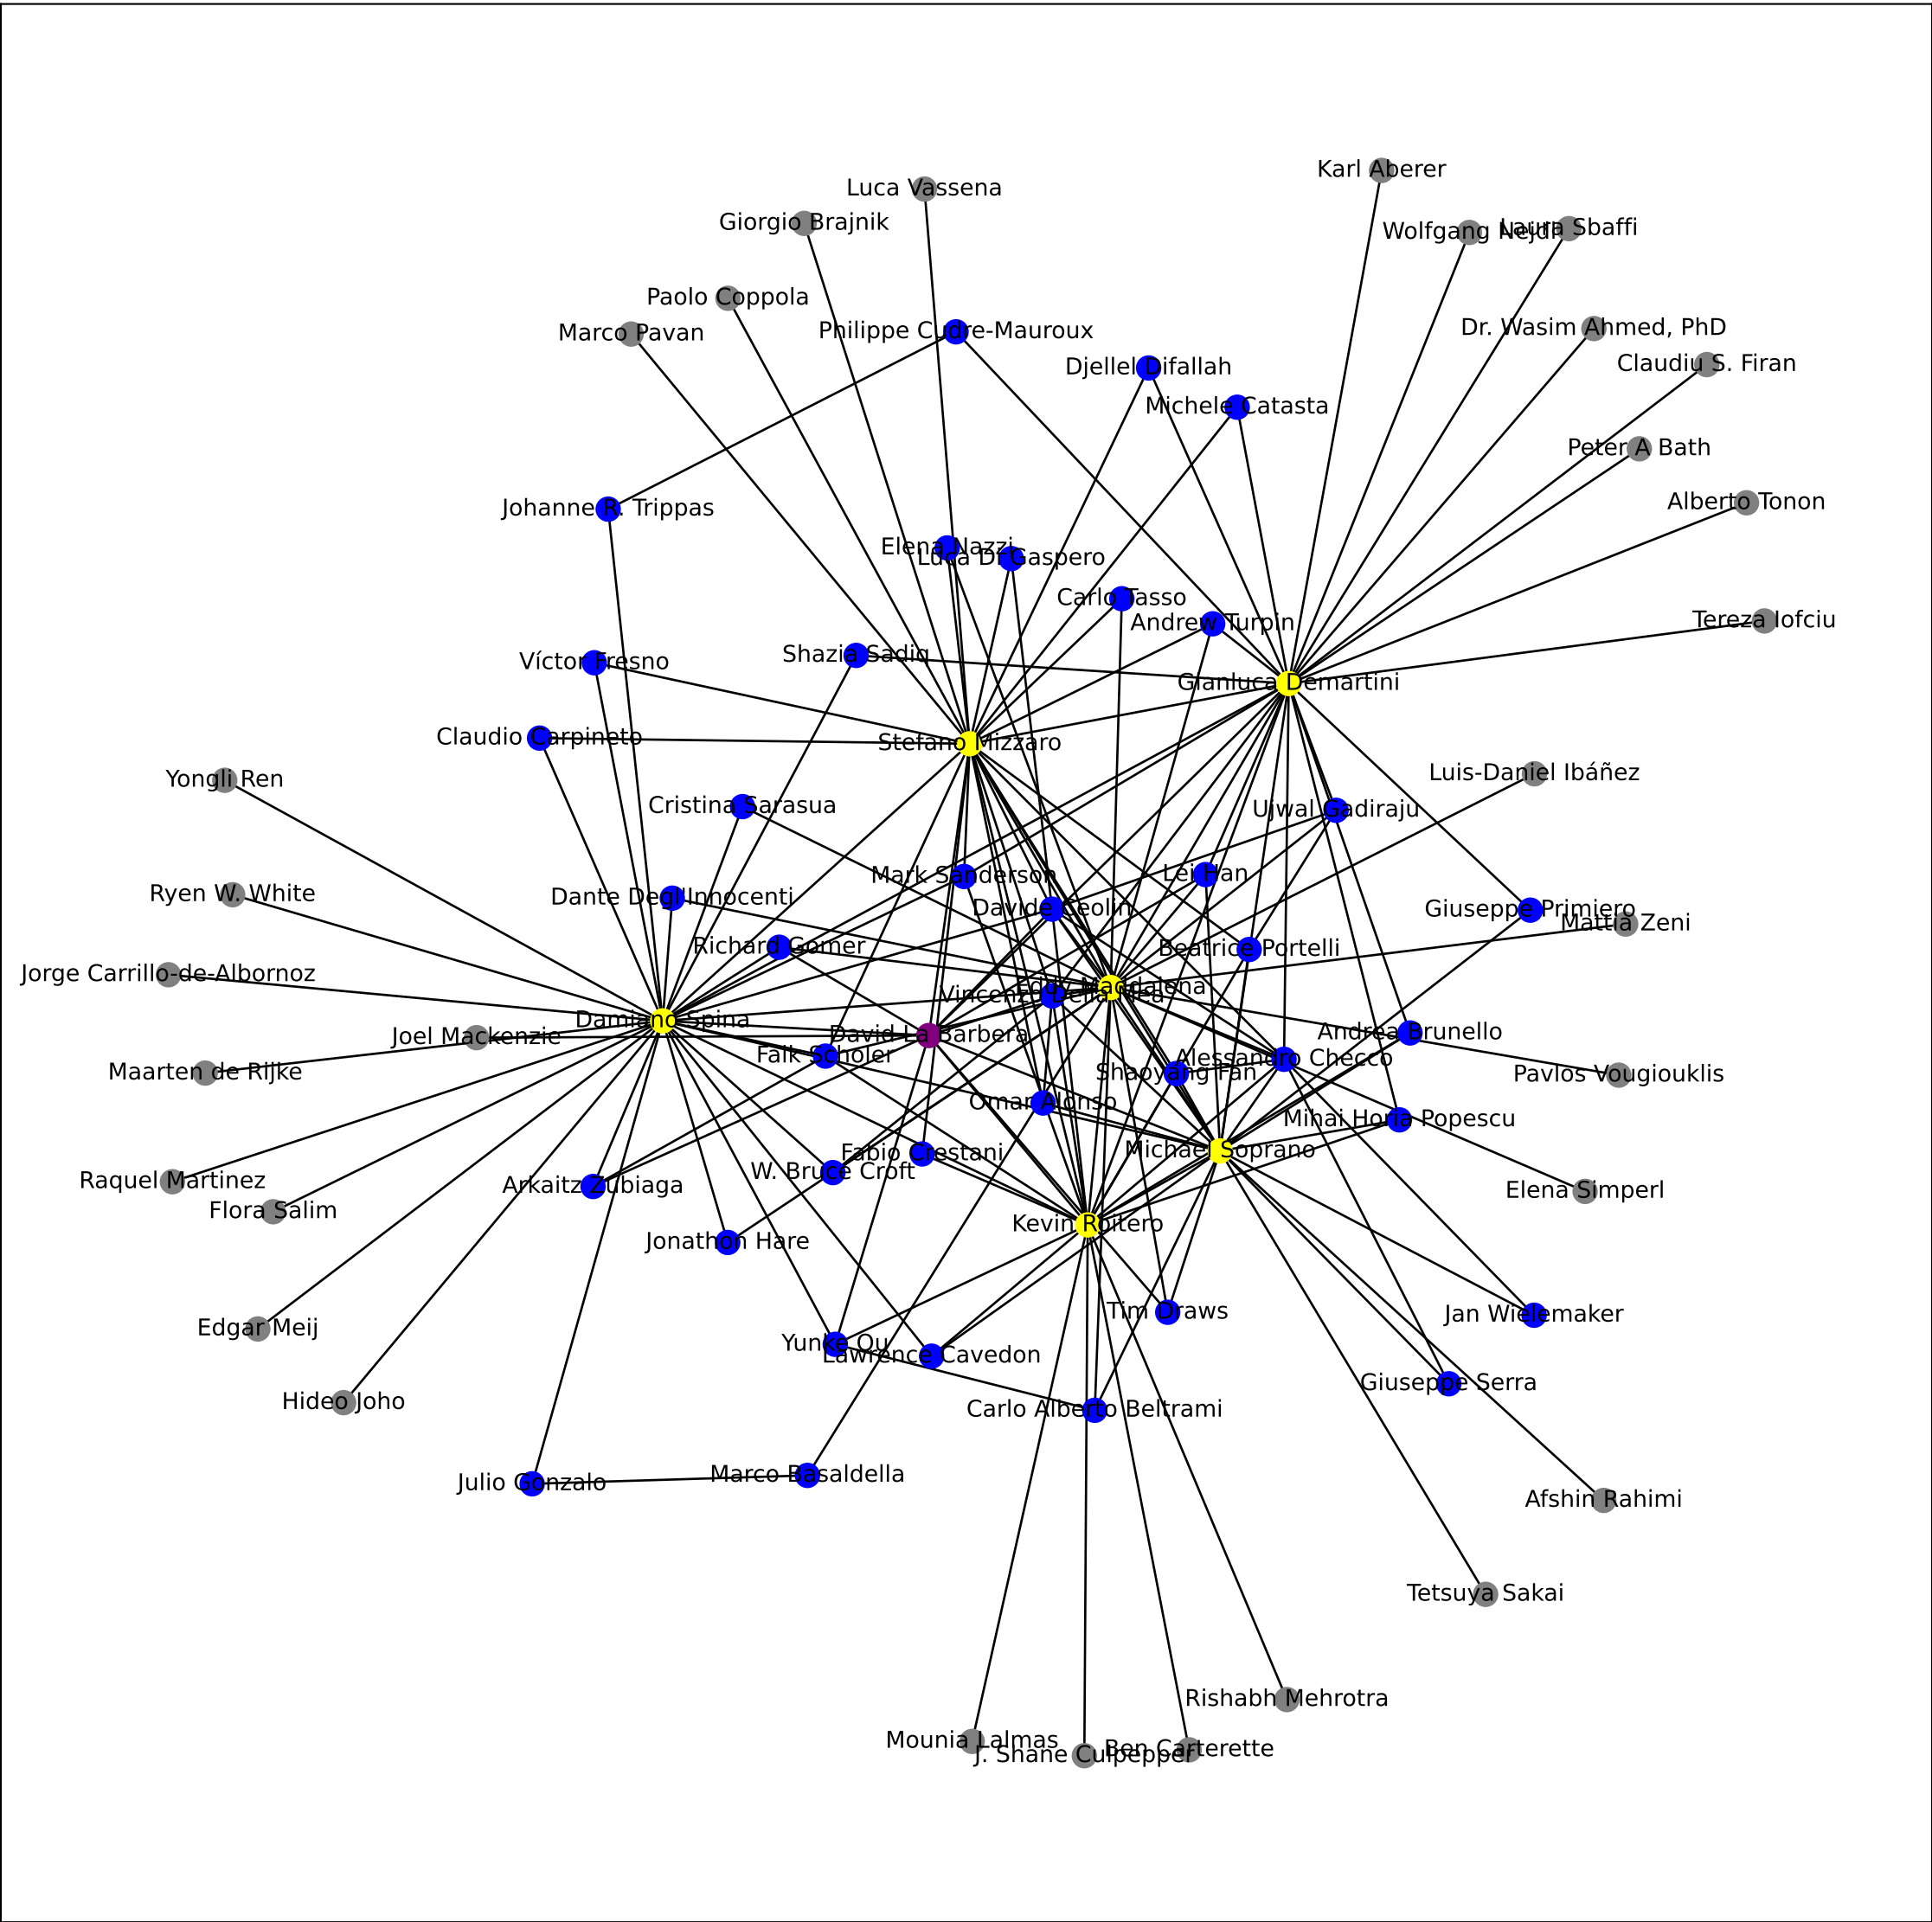 Karl Aberer
Luca Vassena
Giorgio Brajnik
Wolfgang Nejdl
Laura Sbaffi
Paolo Coppola
Marco Pavan
Philippe Cudre-Mauroux
Dr. Wasim Ahmed, PhD
Djellel Difallah
Claudiu S. Firan
Michele Catasta
Peter A Bath
Johanne R. Trippas
Alberto Tonon
Elena Nazzi
Luca Di Gaspero
Carlo Tasso
Andrew Turpin
Tereza Iofciu
Víctor Fresno
Shazia Sadiq
Gianluca Demartini
Claudio Carpineto
Stefano Mizzaro
Yongli Ren
Luis-Daniel Ibáñez
Cristina Sarasua
Ujwal Gadiraju
Mark Sanderson
Lei Han
Ryen W. White
Dante Degl'Innocenti
Davide Ceolin
Giuseppe Primiero
Mattia Zeni
Richard Gomer
Beatrice Portelli
Jorge Carrillo-de-Albornoz
Eddy Maddalena
Vincenzo Della Mea
Damiano Spina
Joel Mackenzie
David La Barbera
Andrea Brunello
Falk Scholer
Alessandro Checco
Maarten de Rijke
Shaoyang Fan
Pavlos Vougiouklis
Omar Alonso
Mihai Horia Popescu
Raquel Martinez
Fabio Crestani
Michael Soprano
W. Bruce Croft
Arkaitz Zubiaga
Elena Simperl
Flora Salim
Kevin Roitero
Jonathon Hare
Edgar Meij
Tim Draws
Jan Wielemaker
Yunke Qu
Lawrence Cavedon
Giuseppe Serra
Hideo Joho
Carlo Alberto Beltrami
Julio Gonzalo
Marco Basaldella
Afshin Rahimi
Tetsuya Sakai
Rishabh Mehrotra
Mounia Lalmas
J. Shane Culpepper
Ben Carterette